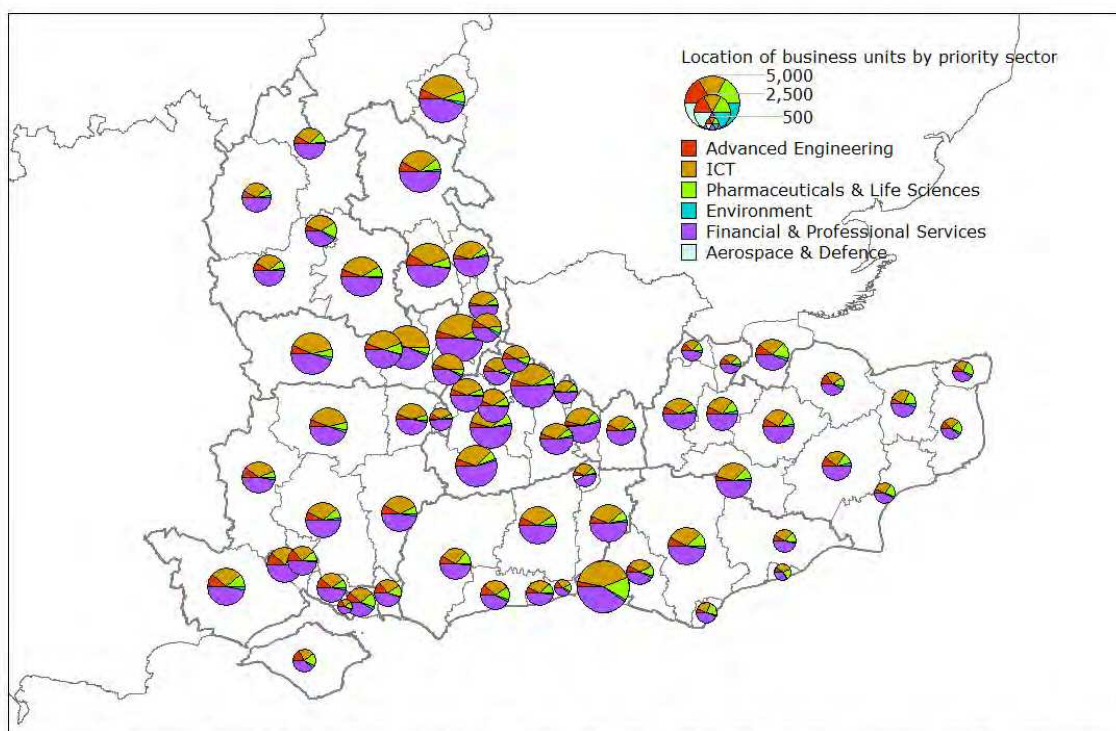 Location of business units by priority sector
5,000
2,500
500
Advanced Engineering
ICT
Pharmaceuticals & Life Sciences
Environment
Financial & Professional Services
Aerospace & Defence